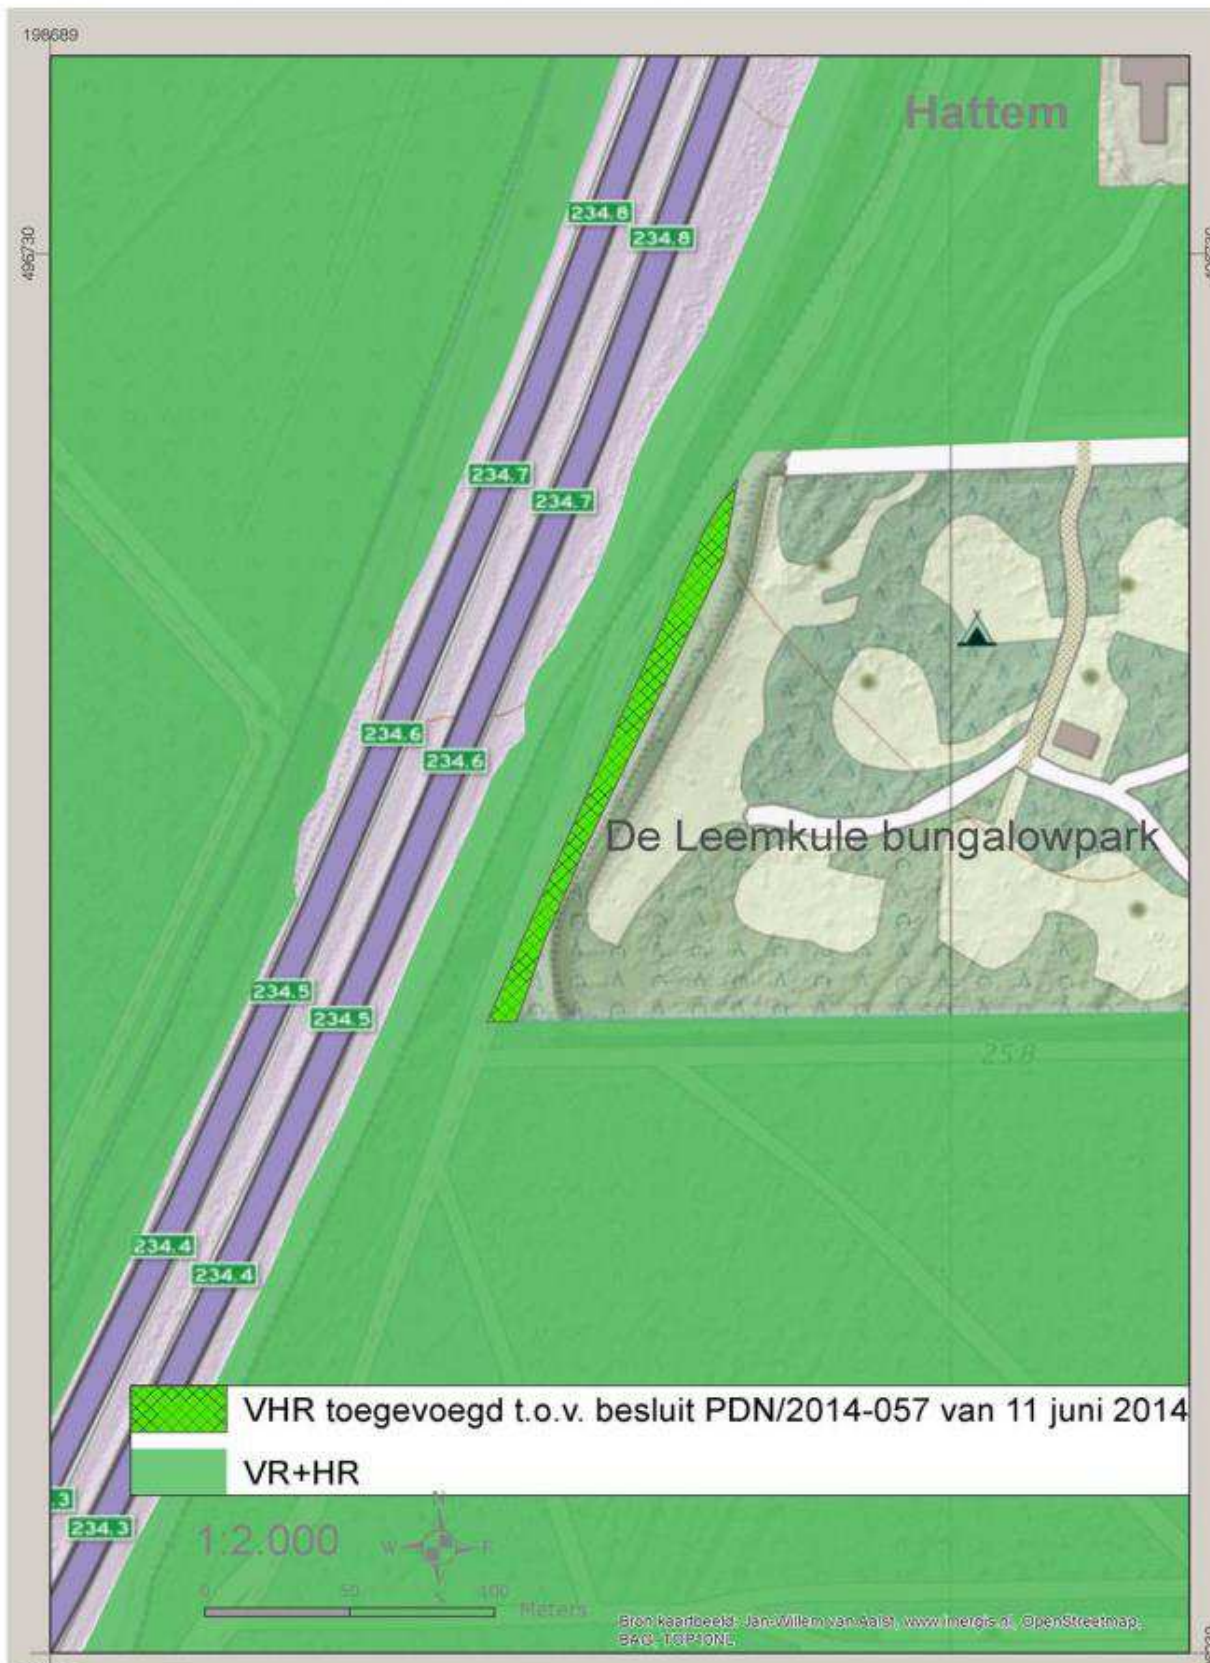 198689
Hattem
496730
234.8
234.8
234.7
234.7
234.6
234.6
De Leemkule bungalowpark
234.5
234.5
25.8
234.4
234.4
VHR toegevoegd t.o.v. besluit PDN/2014-057 van 11 juni 2014
VR+HR
.3
234.3
1:2.000
N
W E
S
0 50 100
Meters
Bron kaartbeeld: Jan-Willem van Aalst, www.imergis.nl, OpenStreetmap,
BAG, TOP10NL